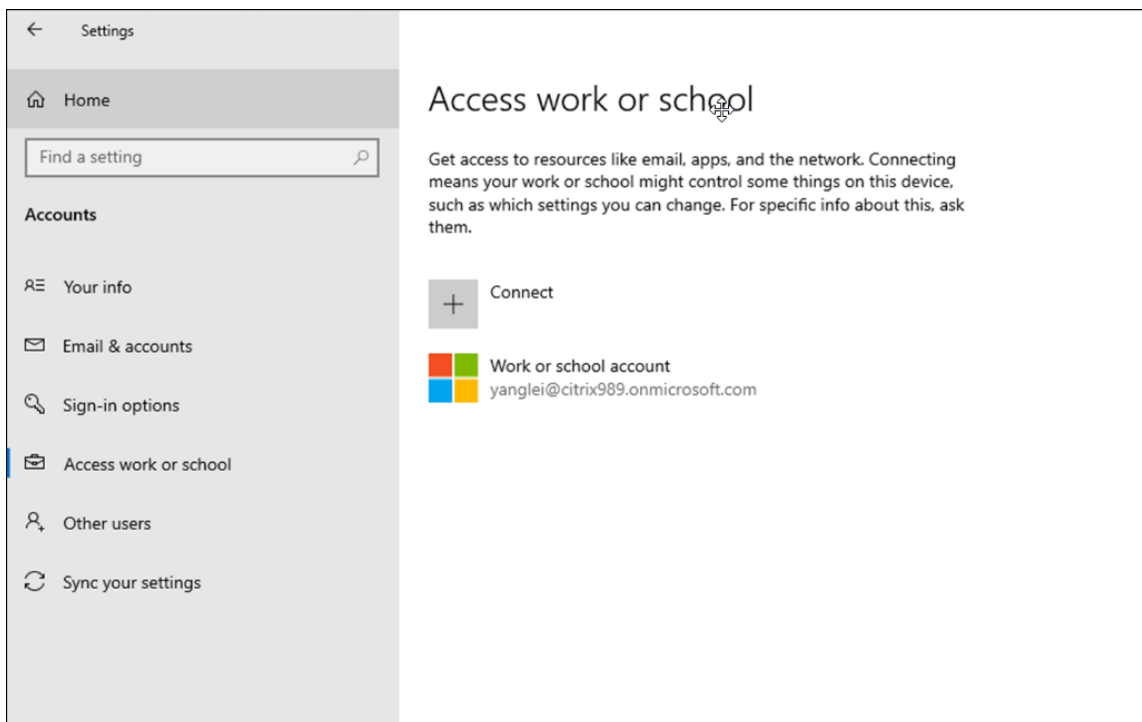 Settings
Home
Find a setting
Accounts
Your info
Email & accounts
Sign-in options
Access work or school
Other users
Sync your settings
Access work or school
Get access to resources like email, apps, and the network. Connecting
means your work or school might control some things on this device,
such as which settings you can change. For specific info about this, ask
them.
Connect
Work or school account
yanglei@citrix989.onmicrosoft.com